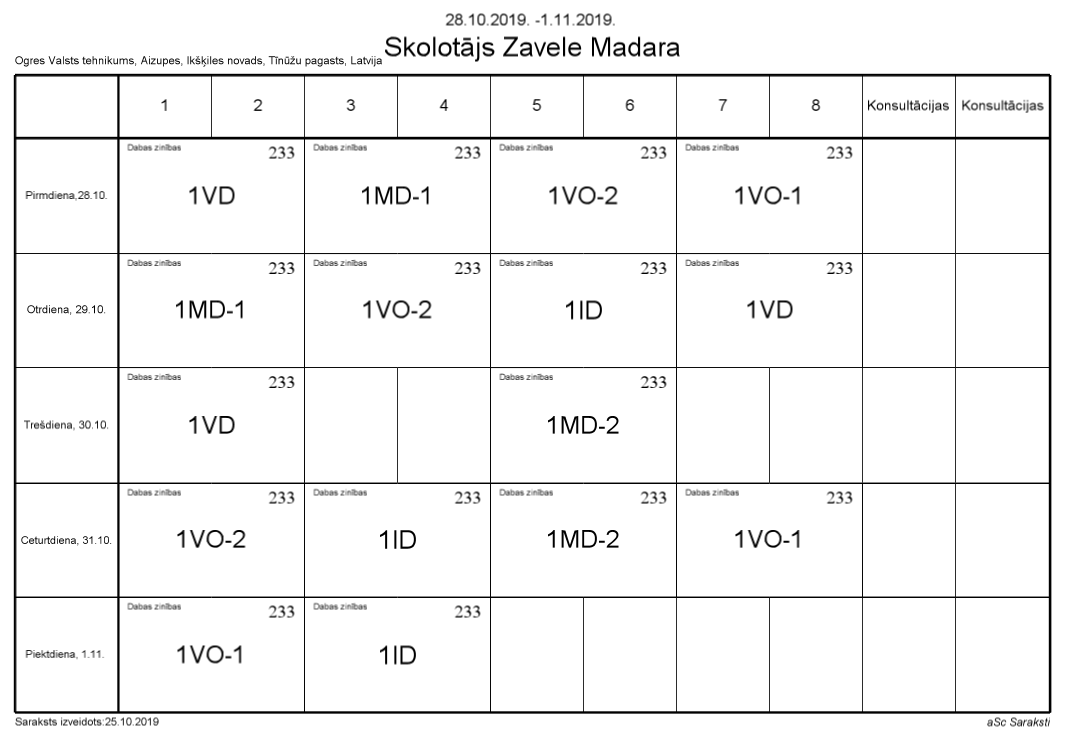 28.10.2019. -1.11.2019.
Skolotājs Zavele Madara
Ogres Valsts tehnikums, Aizupes, Ikšķiles novads, Tīnūžu pagasts, Latvija
1 2 3 4 5 6 7 8 Konsultācijas Konsultācijas
Dabas zinības 233 Dabas zinības 233 Dabas zinības 233 Dabas zinības 233
Pirmdiena,28.10. 1VD 1MD-1 1VO-2 1VO-1
Dabas zinības 233 Dabas zinības 233 Dabas zinības 233 Dabas zinības 233
Otrdiena, 29.10. 1MD-1 1VO-2 1ID 1VD
Dabas zinības 233 Dabas zinības 233
Trešdiena, 30.10. 1VD 1MD-2
Dabas zinības 233 Dabas zinības 233 Dabas zinības 233 Dabas zinības 233
Ceturtdiena, 31.10. 1VO-2 1ID 1MD-2 1VO-1
Dabas zinības 233 Dabas zinības 233
Piektdiena, 1.11. 1VO-1 1ID
Saraksts izveidots:25.10.2019 aSc Saraksti